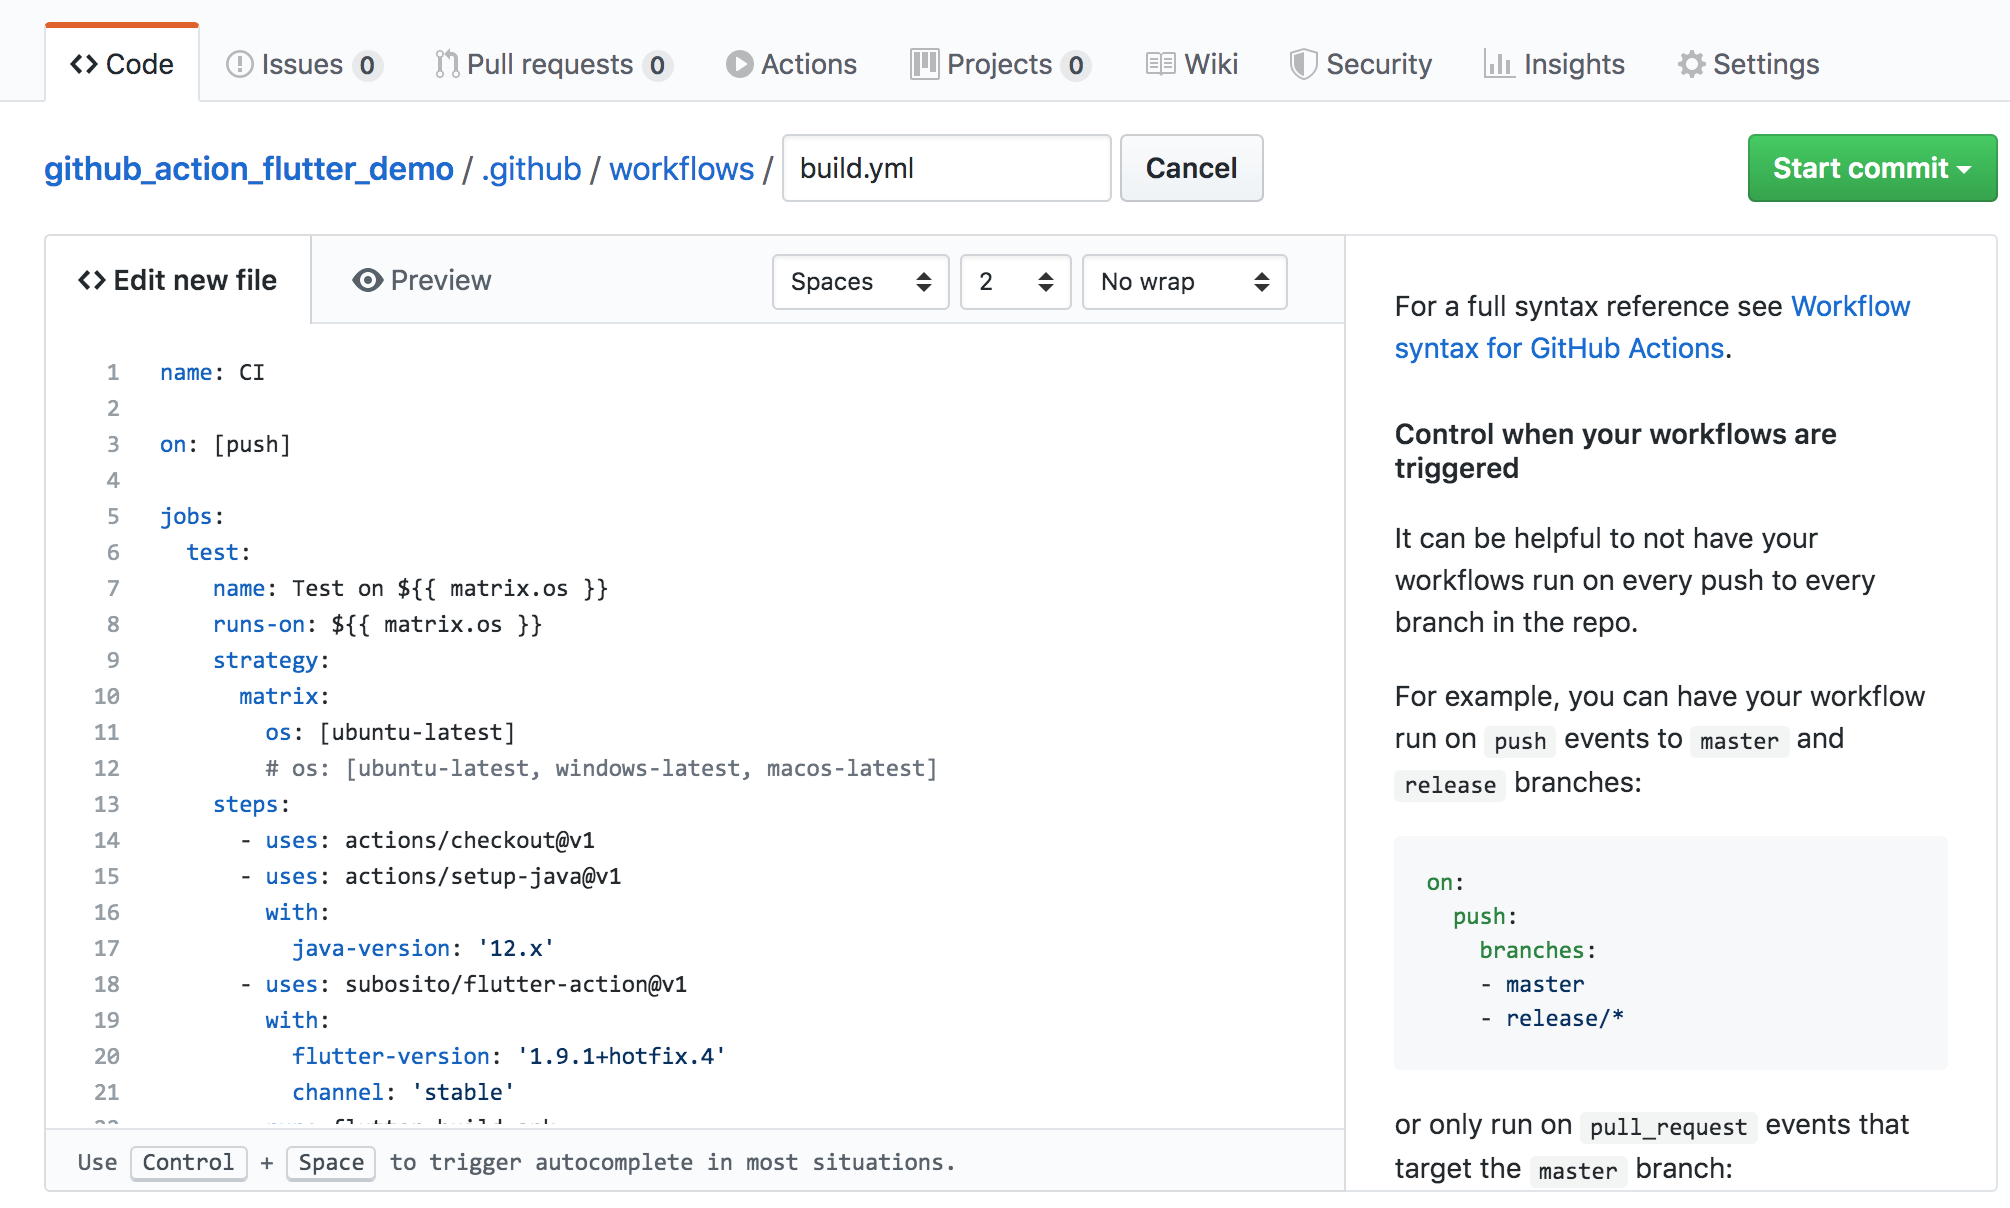 Code Issues 0 Pull requests 0 Actions Projects 0 Wiki Security Insights Settings
github_action_flutter_demo / .github / workflows / build.yml Cancel Start commit
Edit new file Preview Spaces 2 No wrap
1 name: CI
2
3 on: [push]
4
5 jobs:
6   test:
7     name: Test on ${{ matrix.os }}
8     runs-on: ${{ matrix.os }}
9     strategy:
10       matrix:
11         os: [ubuntu-latest]
12         # os: [ubuntu-latest, windows-latest, macos-latest]
13     steps:
14       - uses: actions/checkout@v1
15       - uses: actions/setup-java@v1
16         with:
17           java-version: '12.x'
18       - uses: subosito/flutter-action@v1
19         with:
20           flutter-version: '1.9.1+hotfix.4'
21           channel: 'stable'
Use Control + Space to trigger autocomplete in most situations.
For a full syntax reference see Workflow
syntax for GitHub Actions.
Control when your workflows are
triggered
It can be helpful to not have your
workflows run on every push to every
branch in the repo.
For example, you can have your workflow
run on push events to master and
release branches:
on:
  push:
    branches:
    - master
    - release/*
or only run on pull_request events that
target the master branch: